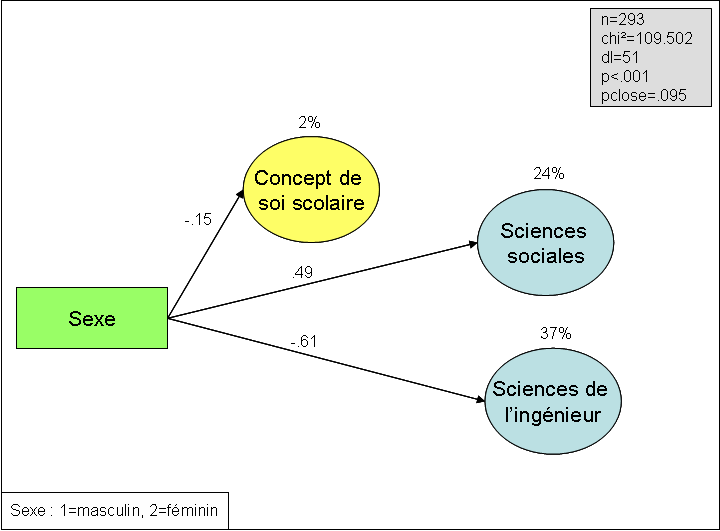 n=293
chi²=109.502
dl=51
p<.001
pclose=.095
2%
Concept de
soi scolaire
24%
Sciences
sociales
-.15
.49
Sexe
-.61
37%
Sciences de
l'ingénieur
Sexe : 1=masculin, 2=féminin